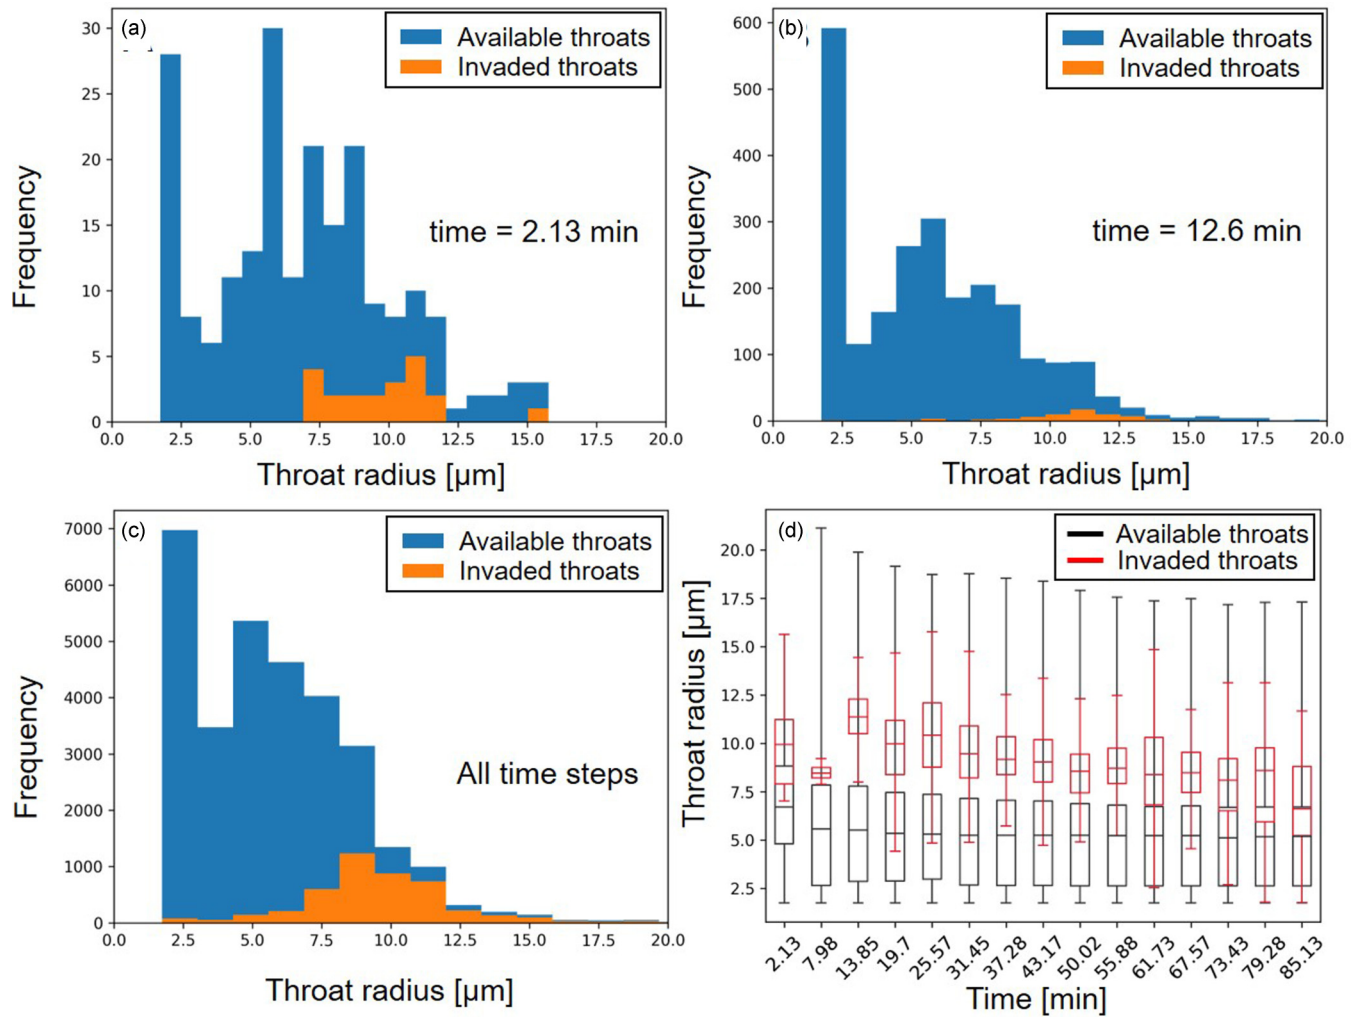 (a)
Available throats
Invaded throats
time = 2.13 min
Frequency
30
25
20
15
10
5
0
0.0 2.5 5.0 7.5 10.0 12.5 15.0 17.5 20.0
Throat radius [µm]
(b)
Available throats
Invaded throats
time = 12.6 min
Frequency
600
500
400
300
200
100
0
0.0 2.5 5.0 7.5 10.0 12.5 15.0 17.5 20.0
Throat radius [µm]
(c)
Available throats
Invaded throats
All time steps
Frequency
7000
6000
5000
4000
3000
2000
1000
0
0.0 2.5 5.0 7.5 10.0 12.5 15.0 17.5 20.0
Throat radius [µm]
(d)
Available throats
Invaded throats
Throat radius [µm]
20.0
17.5
15.0
12.5
10.0
7.5
5.0
2.5
2.13 7.98 13.85 19.7 25.57 31.45 37.28 43.17 50.02 55.88 61.73 67.57 73.43 79.28 85.13
Time [min]